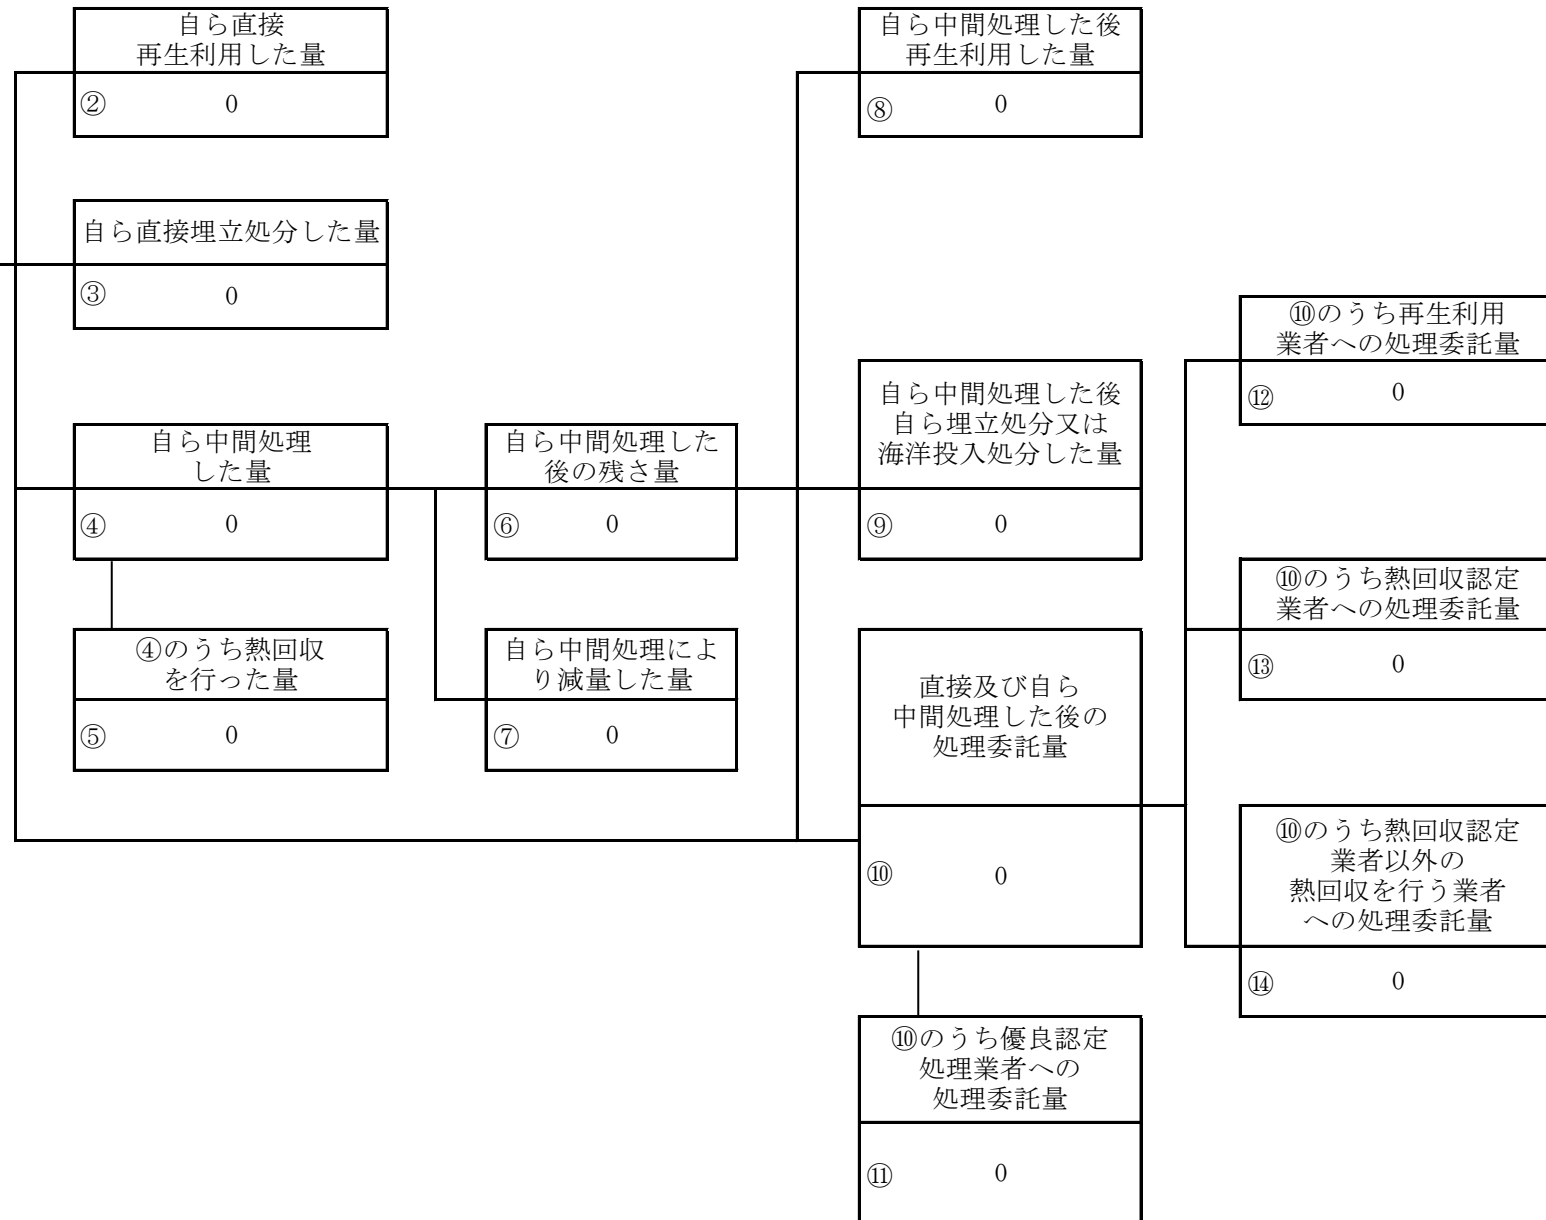 自ら直接
再生利用した量
② 0
自ら直接埋立処分した量
③ 0
自ら中間処理
した量
④ 0
④のうち熱回収
を行った量
⑤ 0
自ら中間処理した
後の残さ量
⑥ 0
自ら中間処理によ
り減量した量
⑦ 0
自ら中間処理した後
再生利用した量
⑧ 0
自ら中間処理した後
自ら埋立処分又は
海洋投入処分した量
⑨ 0
直接及び自ら
中間処理した後の
処理委託量
⑩ 0
⑩のうち優良認定
処理業者への
処理委託量
⑪ 0
⑩のうち再生利用
業者への処理委託量
⑫ 0
⑩のうち熱回収認定
業者への処理委託量
⑬ 0
⑩のうち熱回収認定
業者以外の
熱回収を行う業者
への処理委託量
⑭ 0